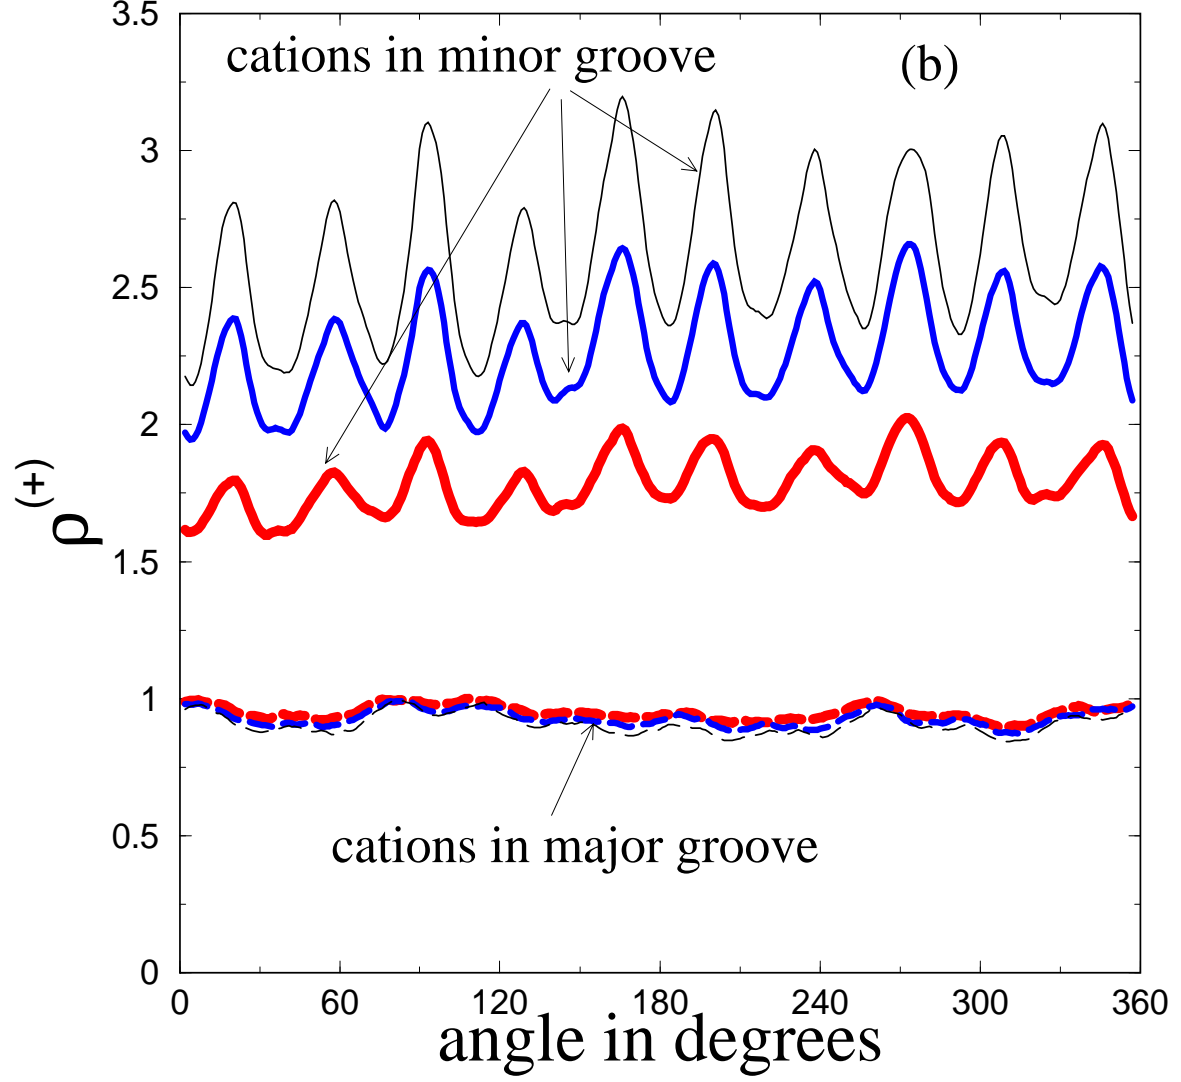 3.5
cations in minor groove
(b)
3
2.5
2
ρ(+)
1.5
1
0.5
cations in major groove
0
0 60 120 180 240 300 360
angle in degrees